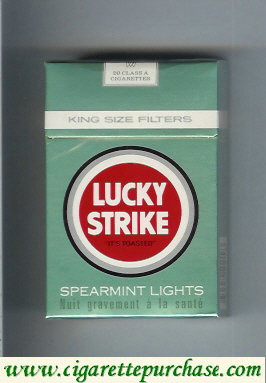 20 CLASS A
CIGARETTES
KING SIZE FILTERS
LUCKY
STRIKE
"IT'S TOASTED"
SPEARMINT LIGHTS
Nuit gravement à la santé
www.cigarettepurchase.com